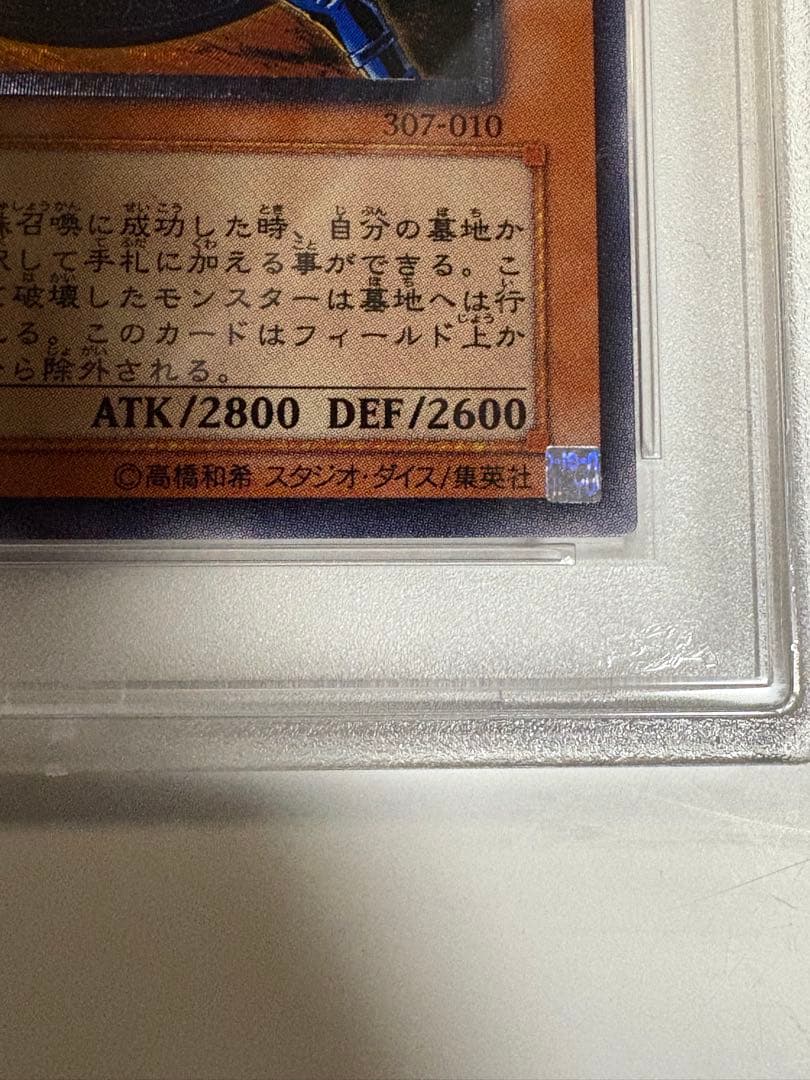 307-010
殊召喚に成功した時、自分の墓地か
択して手札に加える事ができる。こ
て破壊したモンスターは墓地へは行
れる。このカードはフィールド上か
ら除外される。
ATK/2800 DEF/2600
©高橋和希 スタジオ・ダイス/集英社